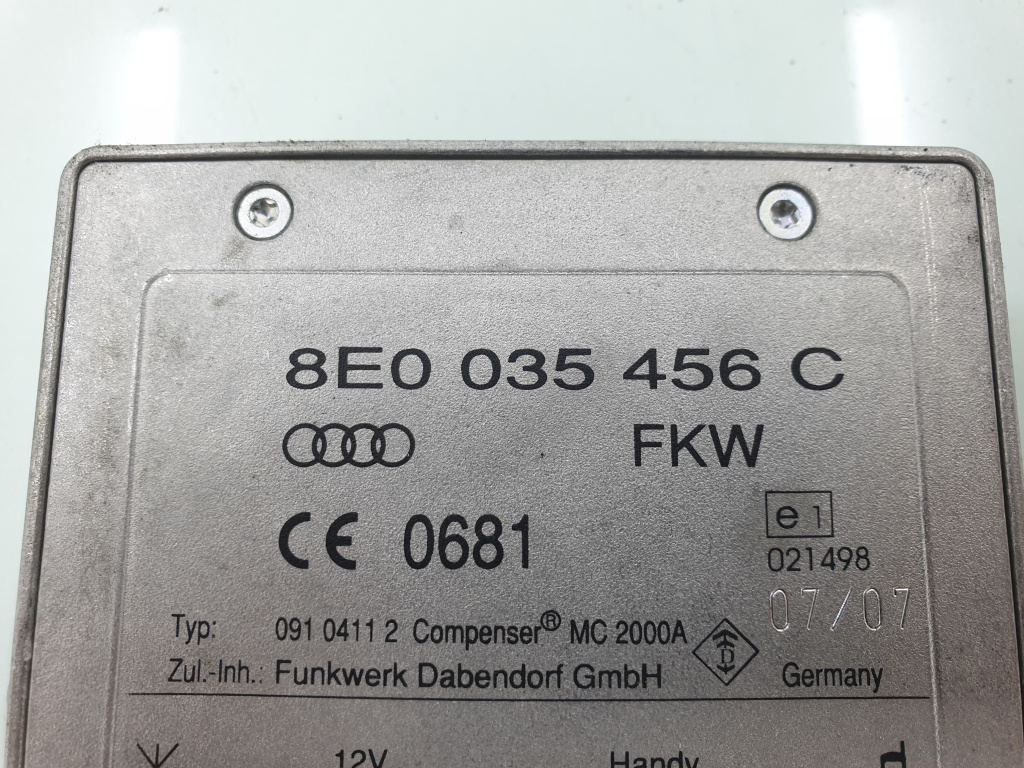 8E0 035 456 C
FKW
CE 0681
e 1
021498
07/07
Typ: 091 0411 2 Compenser® MC 2000A
D
Zul.-Inh.: Funkwerk Dabendorf GmbH
Germany
12V Handy